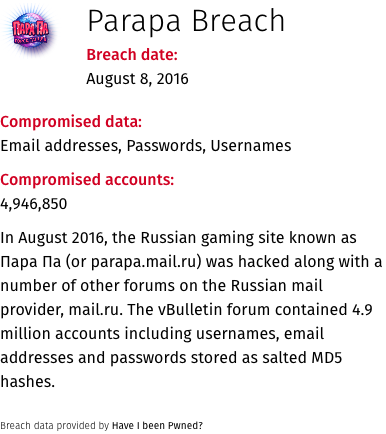 Parapa Breach
Breach date:
August 8, 2016
Compromised data:
Email addresses, Passwords, Usernames
Compromised accounts:
4,946,850
In August 2016, the Russian gaming site known as
Пара Па (or parapa.mail.ru) was hacked along with a
number of other forums on the Russian mail
provider, mail.ru. The vBulletin forum contained 4.9
million accounts including usernames, email
addresses and passwords stored as salted MD5
hashes.
Breach data provided by Have I been Pwned?